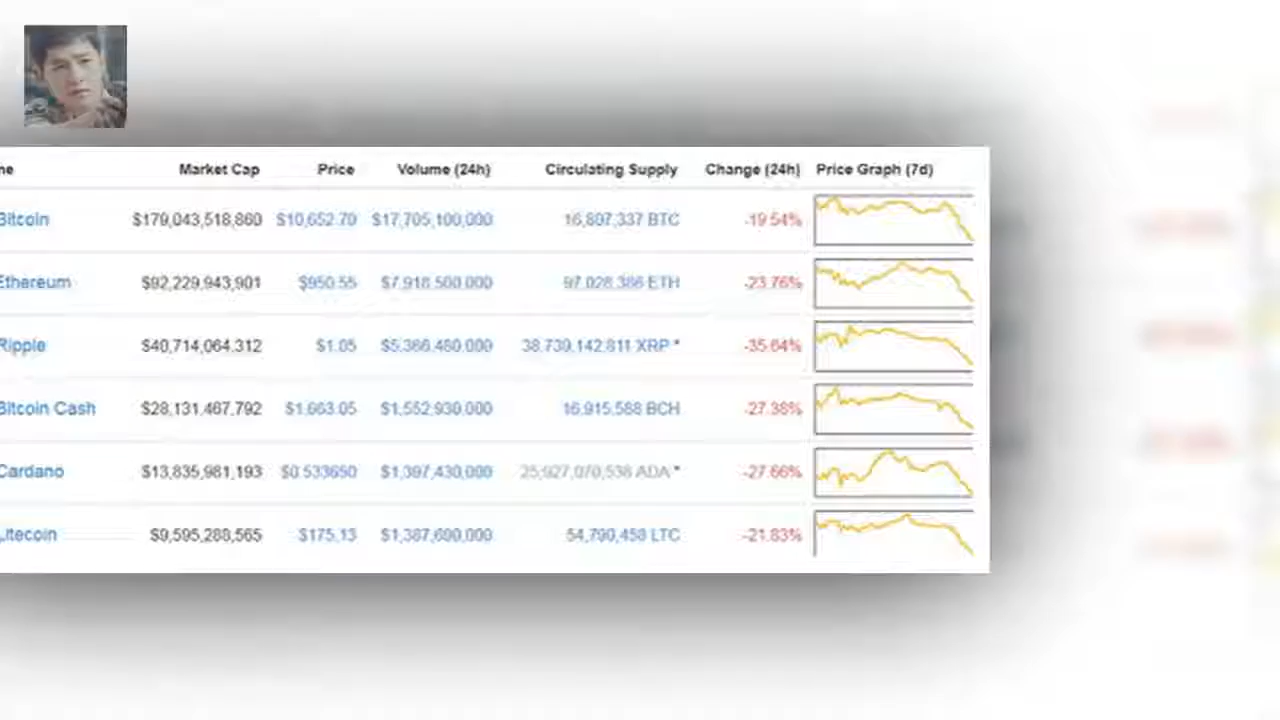 ne Market Cap Price Volume (24h) Circulating Supply Change (24h) Price Graph (7d)
Bitcoin $179,043,518,860 $10,652.70 $17,705,100,000 16,807,337 BTC -19.54%
Ethereum $92,229,943,901 $950.55 $7,918,500,000 97,028,386 ETH -23.76%
Ripple $40,714,064,312 $1.05 $5,366,480,000 38,739,142,811 XRP * -35.64%
Bitcoin Cash $28,131,467,792 $1,663.05 $1,552,930,000 16,915,588 BCH -27.38%
Cardano $13,835,981,193 $0.533650 $1,397,430,000 25,927,070,538 ADA * -27.66%
Litecoin $9,595,288,565 $175.13 $1,387,600,000 54,790,458 LTC -21.83%